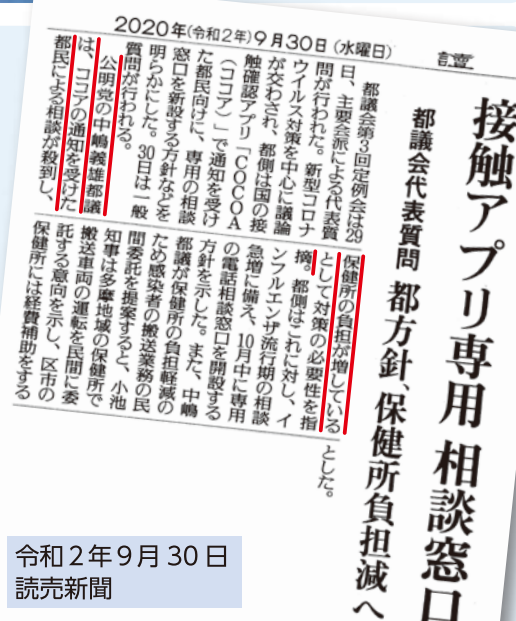 2020年(令和2年)9月30日(水曜日)
接触アプリ専用 相談窓口
都議会代表質問 都方針、保健所負担減へ
都議会第3回定例会は29
日、主要会派による代表質
問が行われた。新型コロナ
ウイルス対策を中心に議論
が交わされ、都側は国の接
触確認アプリ「COCOA
(ココア)」で通知を受け
た都民向けに、専用の相談
窓口を新設する方針などを
明らかにした。30日は一般
質問が行われる。
公明党の中嶋義雄都議
は、ココアの通知を受けた
都民による相談が殺到し、
保健所の負担が増している
として対策の必要性を指
摘。都側はこれに対し、イ
ンフルエンザ流行期の相談
急増に備え、10月中に専用
の電話相談窓口を開設する
方針を示した。また、中嶋
都議が保健所の負担軽減の
ため感染者の搬送業務の民
間委託を提案すると、小池
知事は多摩地域の保健所で
搬送車両の運転を民間に委
託する意向を示し、区市の
保健所には経費補助をする
とした。
令和2年9月30日
読売新聞